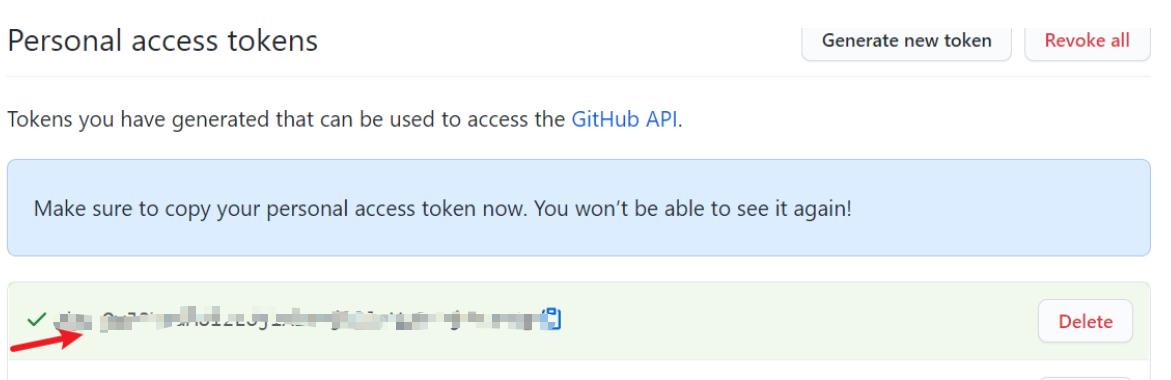 Personal access tokens
Generate new token
Revoke all
Tokens you have generated that can be used to access the GitHub API.
Make sure to copy your personal access token now. You won't be able to see it again!
Delete